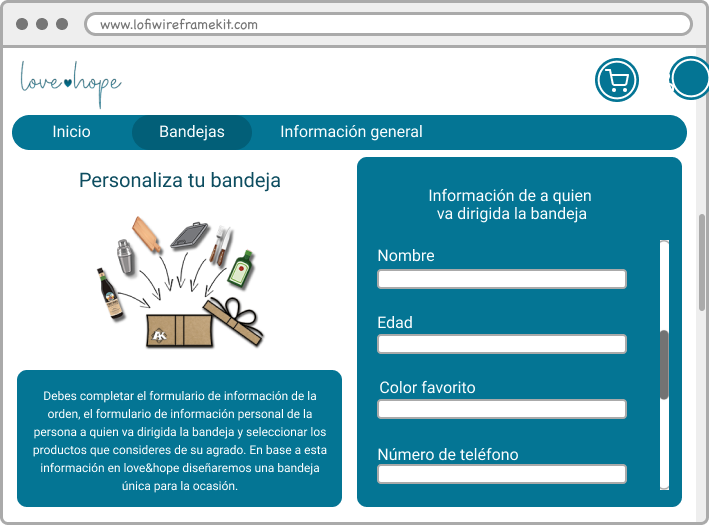 www.lofiwireframekit.com
love hope
Inicio
Bandejas
Información general
Personaliza tu bandeja
Debes completar el formulario de información de la
orden, el formulario de información personal de la
persona a quien va dirigida la bandeja y seleccionar los
productos que consideres de su agrado. En base a esta
información en love&hope diseñaremos una bandeja
única para la ocasión.
Información de a quien
va dirigida la bandeja
Nombre
Edad
Color favorito
Número de teléfono